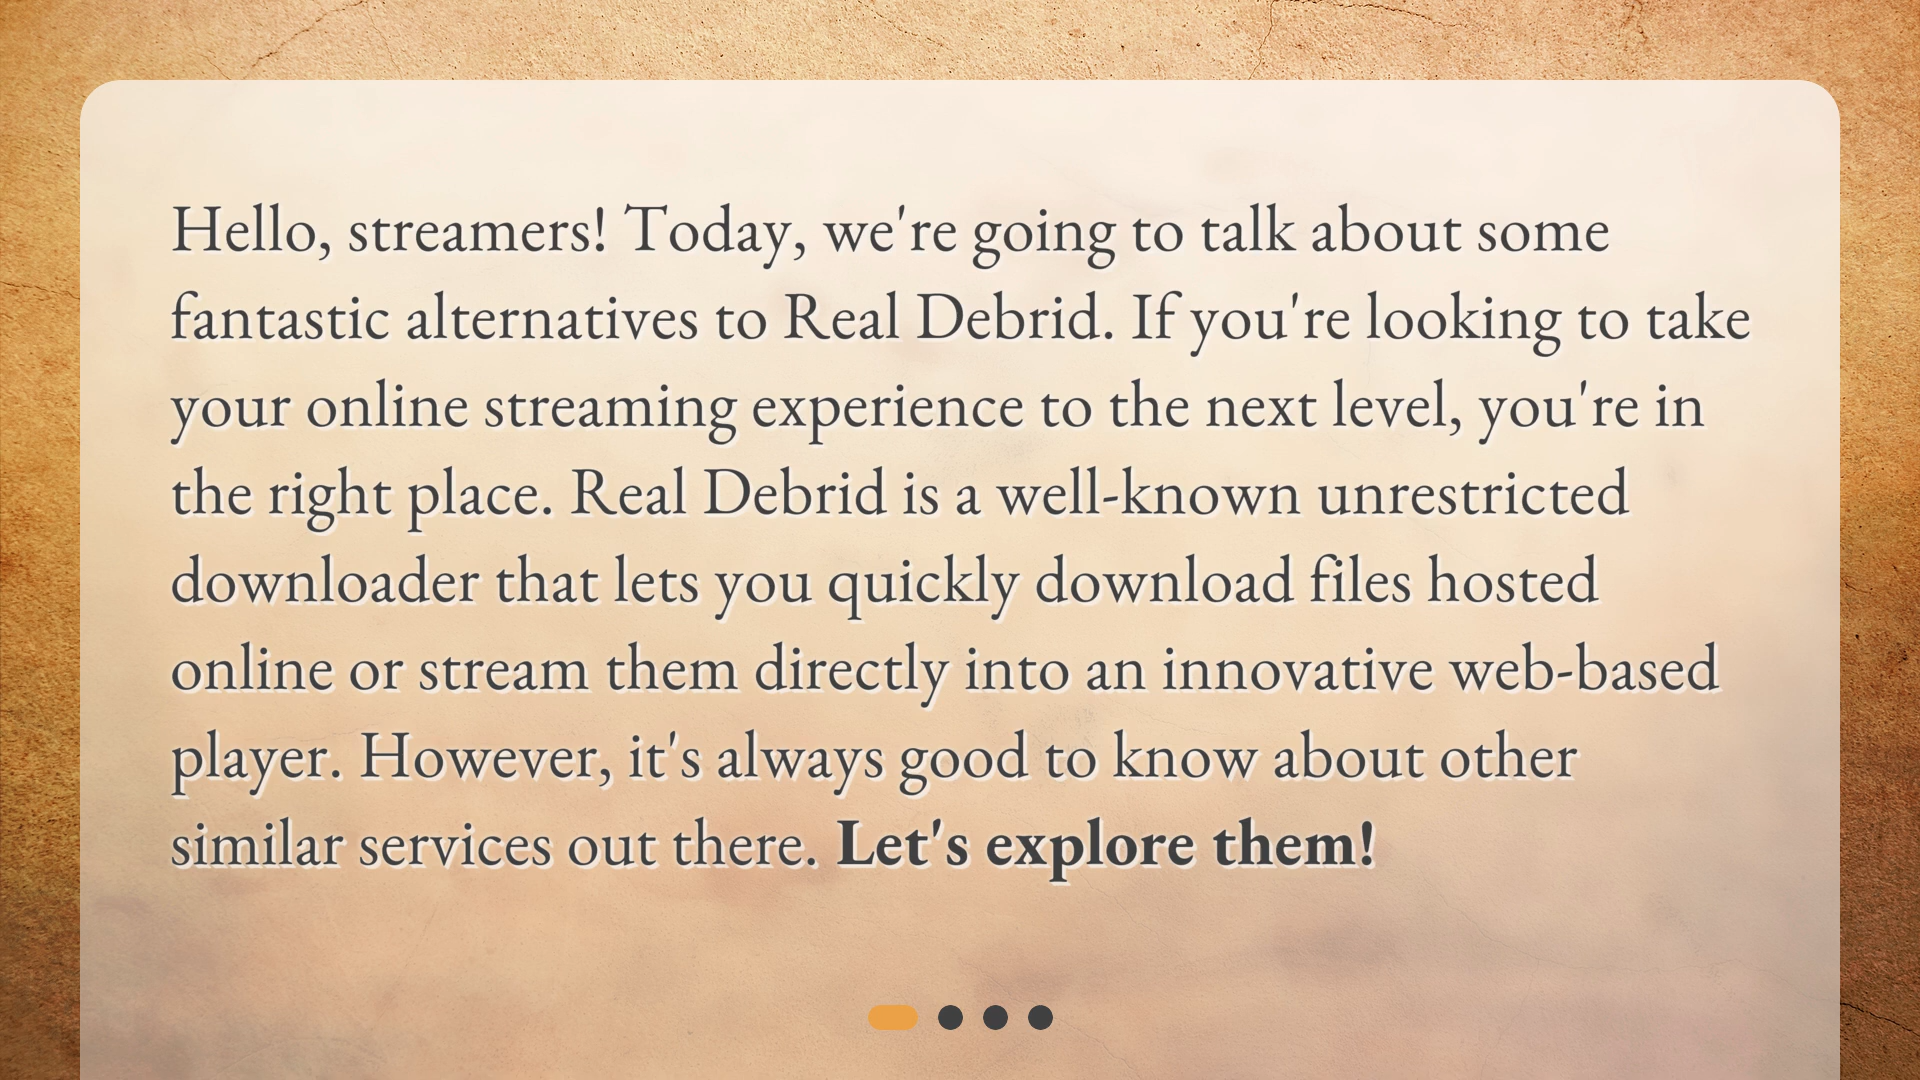 Hello, streamers! Today, we're going to talk about some
fantastic alternatives to Real Debrid. If you're looking to take
your online streaming experience to the next level, you're in
the right place. Real Debrid is a well-known unrestricted
downloader that lets you quickly download files hosted
online or stream them directly into an innovative web-based
player. However, it's always good to know about other
similar services out there. Let's explore them!